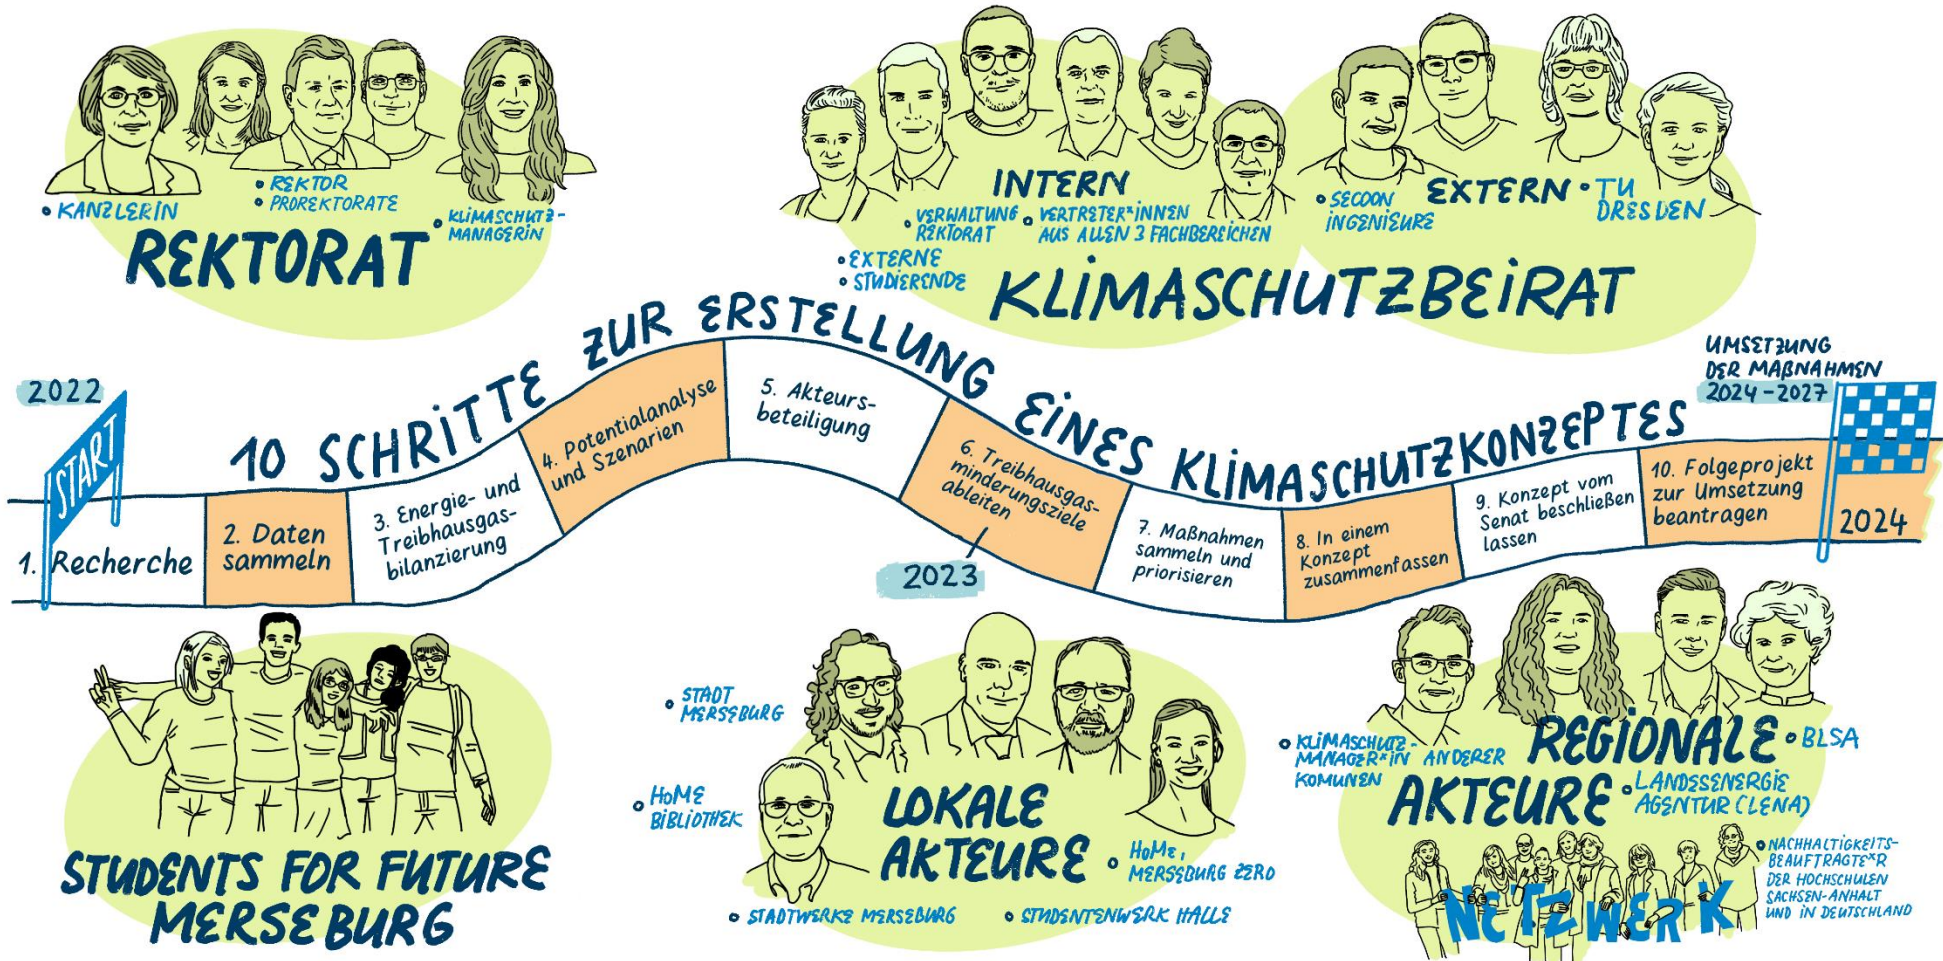 • KANZLERIN
• REKTOR
• PROREKTORATE
• KLIMASCHUTZ-
MANAGERIN
REKTORAT
INTERN
• VERWALTUNG
REKTORAT
• VERTRETER*INNEN
AUS ALLEN 3 FACHBEREICHEN
• EXTERNE
• STUDIERENDE
• SECOON
INGENIEURE
EXTERN
• TU
DRESDEN
KLIMASCHUTZBEIRAT
10 SCHRITTE ZUR ERSTELLUNG EINES KLIMASCHUTZKONZEPTES
2022
START
1. Recherche
2. Daten
sammeln
3. Energie- und
Treibhausgas-
bilanzierung
4. Potentialanalyse
und Szenarien
5. Akteurs-
beteiligung
6. Treibhausgas-
minderungsziele
ableiten
2023
7. Maßnahmen
sammeln und
priorisieren
8. In einem
Konzept
zusammenfassen
9. Konzept vom
Senat beschließen
lassen
10. Folgeprojekt
zur Umsetzung
beantragen
UMSETZUNG
DER MAßNAHMEN
2024-2027
2024
STUDENTS FOR FUTURE
MERSEBURG
• STADT
MERSEBURG
• HoME
BIBLIOTHEK
LOKALE
AKTEURE
• HoME,
MERSEBURG ZERO
• STADTWERKE MERSEBURG
• STUDENTENWERK HALLE
• KLIMASCHUTZ-
MANAGER*IN ANDERER
KOMUNEN
REGIONALE
AKTEURE
• BLSA
• LANDESENERGIE
AGENTUR (LENA)
• NACHHALTIGKEITS-
BEAUFTRAGTE*R
DER HOCHSCHULEN
SACHSEN-ANHALT
UND IN DEUTSCHLAND
NETZWERK